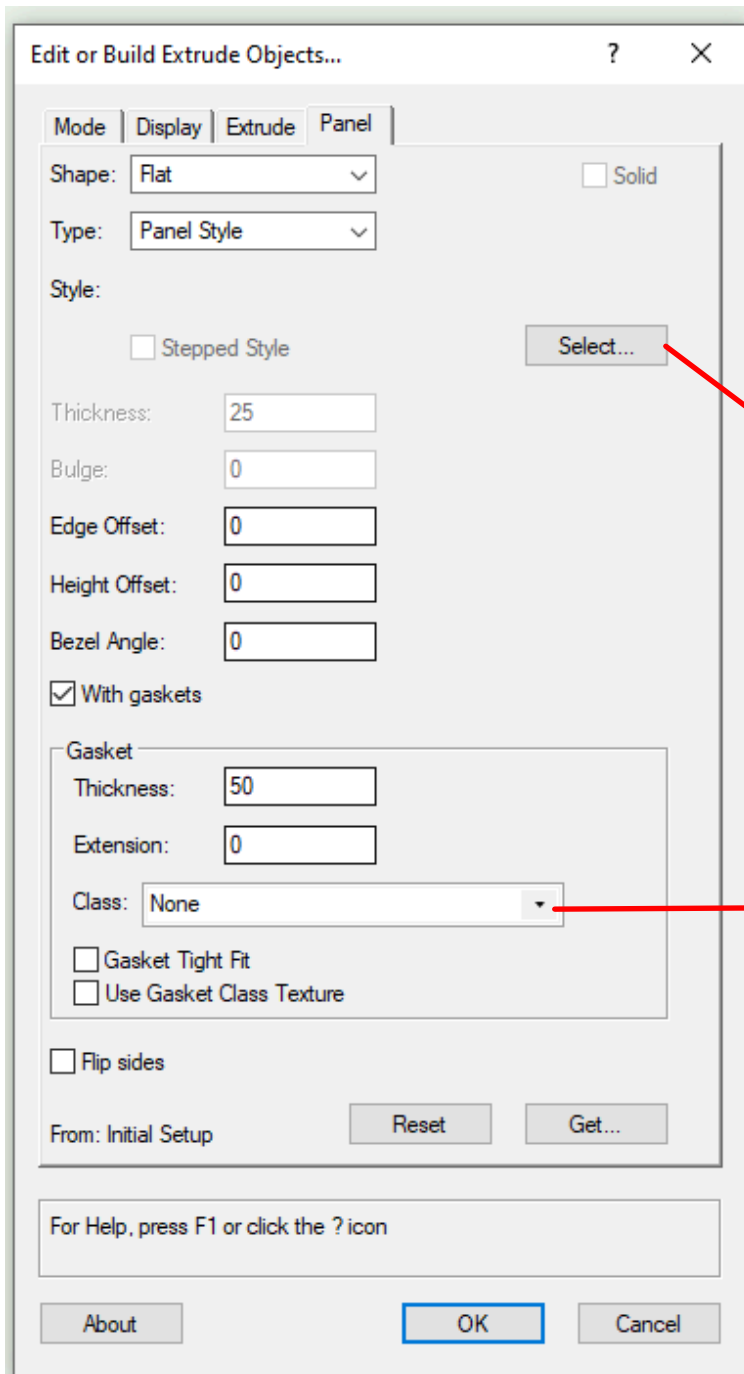 Edit or Build Extrude Objects... ?
Mode Display Extrude Panel
Shape: Flat Solid
Type: Panel Style
Style:
Stepped Style Select...
Thickness: 25
Bulge: 0
Edge Offset: 0
Height Offset: 0
Bezel Angle: 0
With gaskets
Gasket
Thickness: 50
Extension: 0
Class: None
Gasket Tight Fit
Use Gasket Class Texture
Flip sides
From: Initial Setup Reset Get...
For Help, press F1 or click the ? icon
About OK Cancel